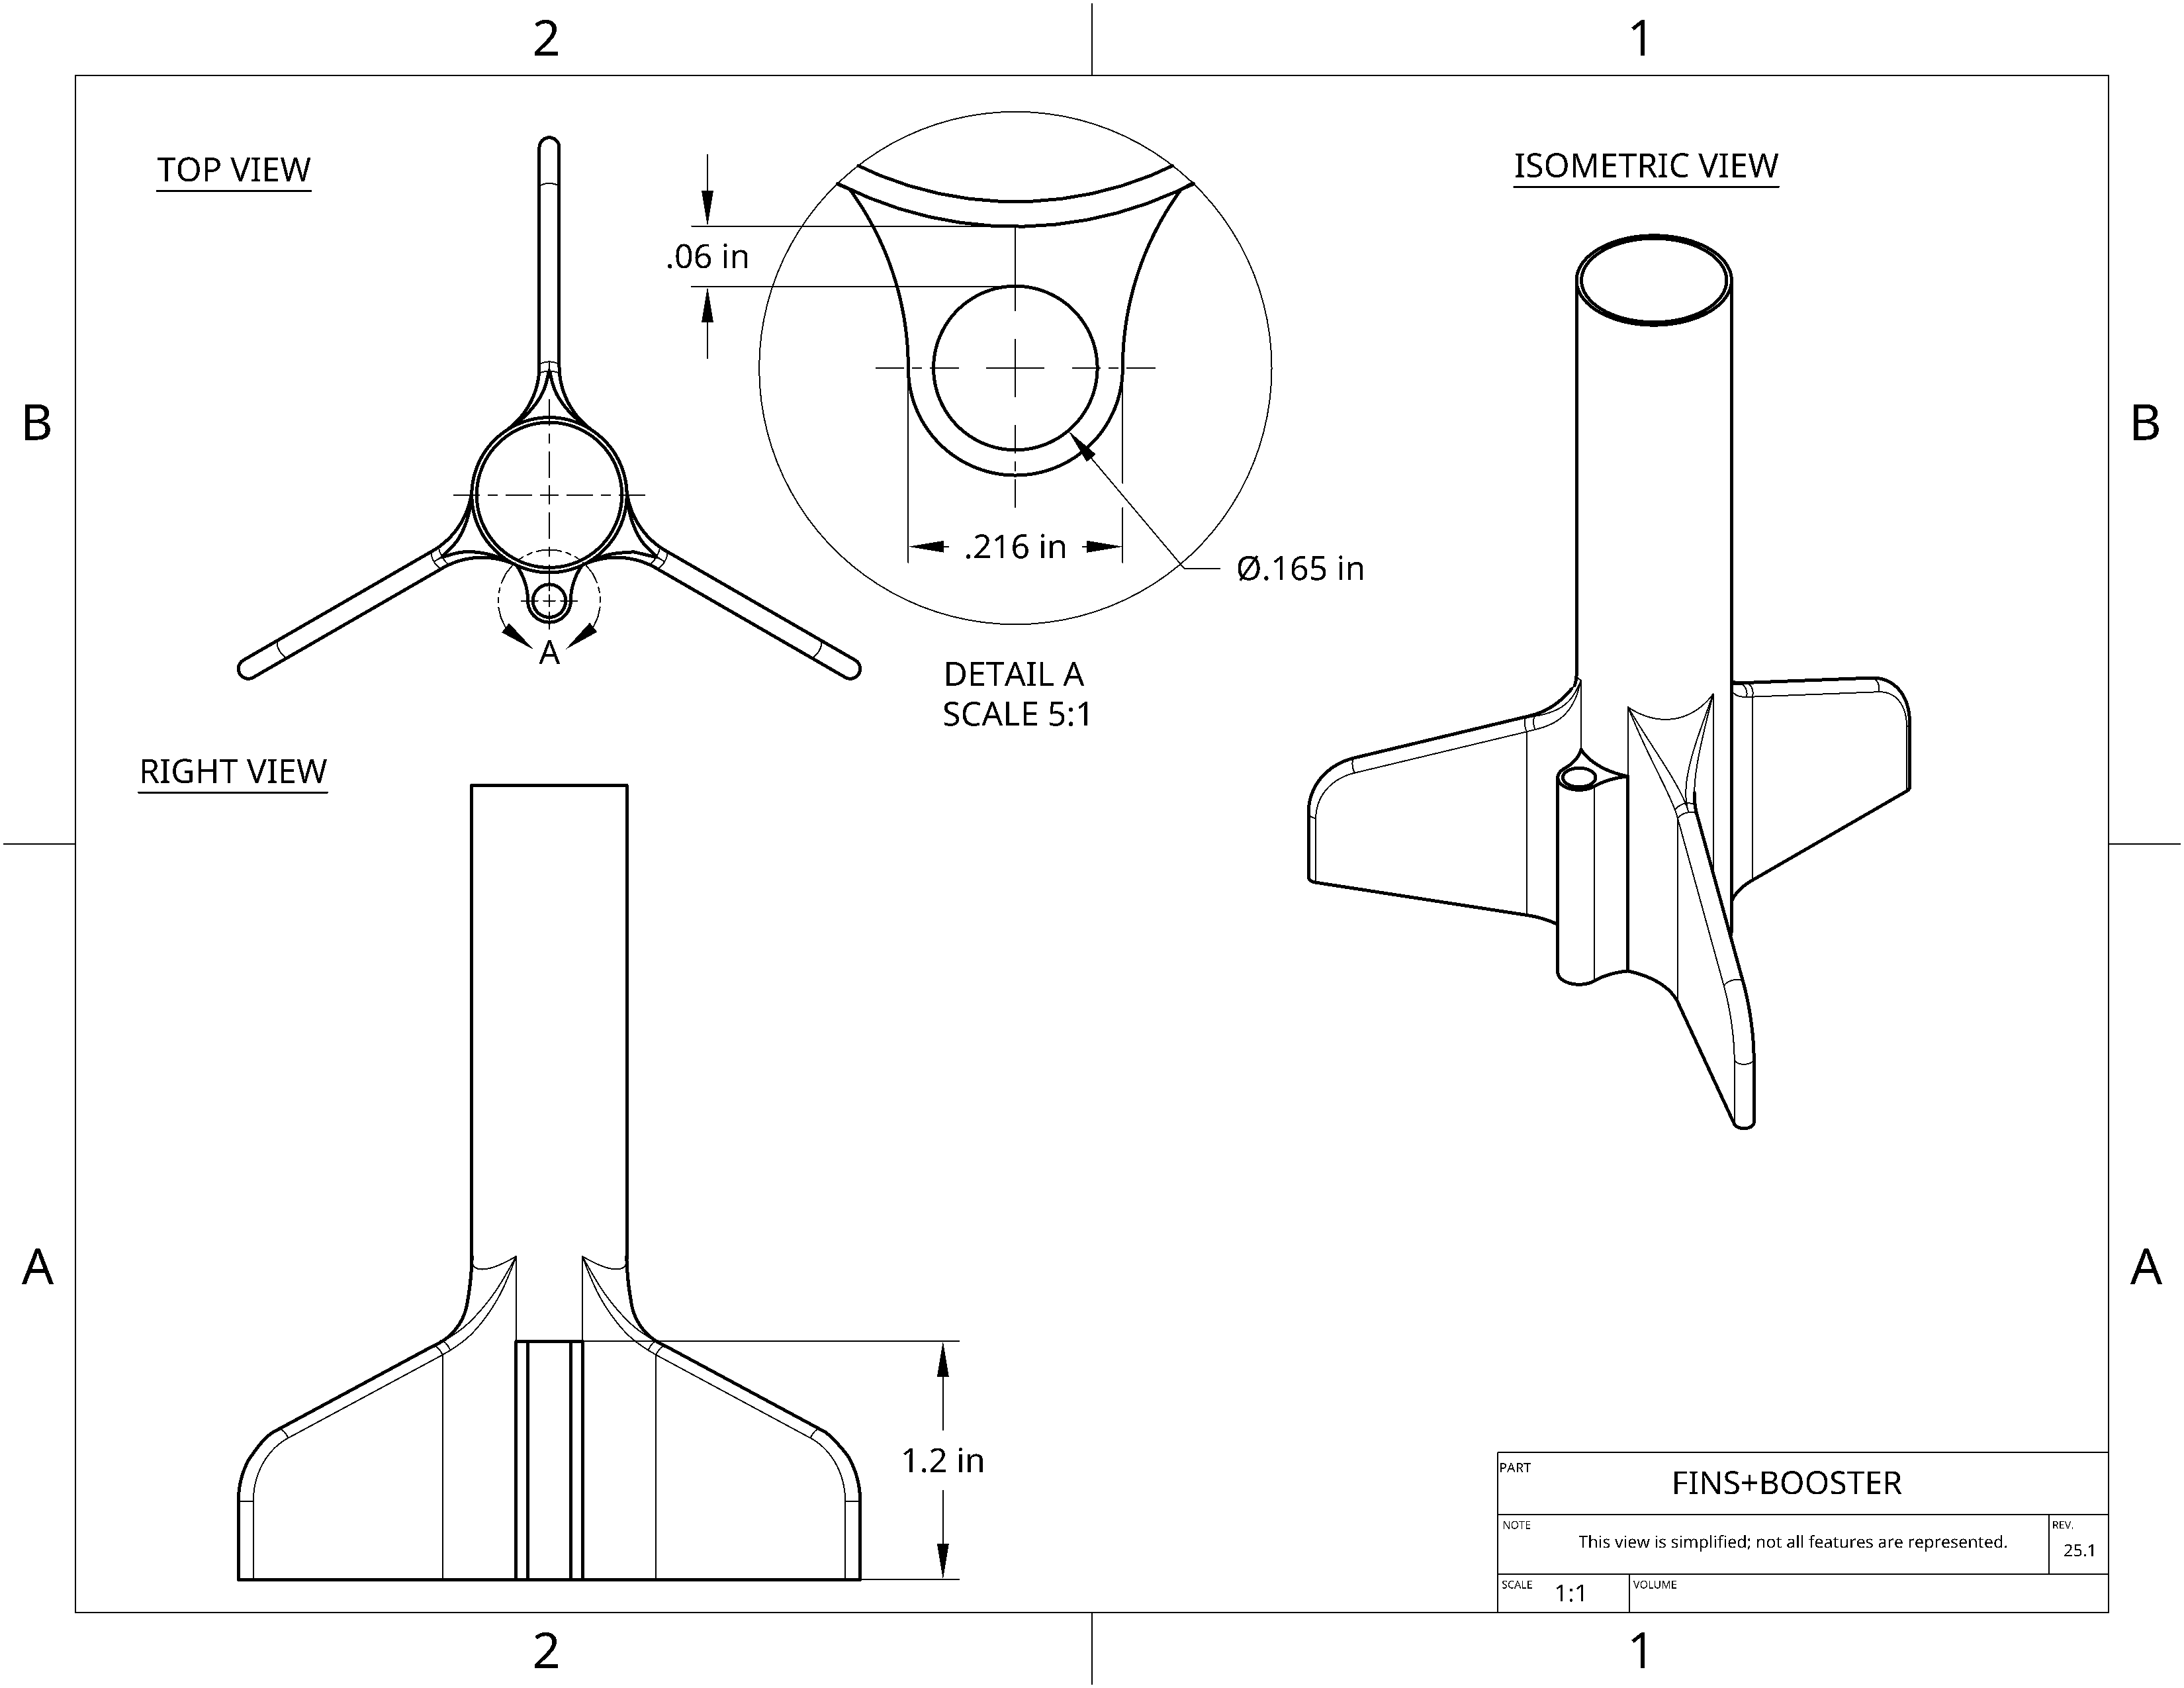 2
1
TOP VIEW
ISOMETRIC VIEW
.06 in
B
B
.216 in
Ø.165 in
A
DETAIL A
SCALE 5:1
RIGHT VIEW
A
A
1.2 in
PART
FINS+BOOSTER
NOTE
This view is simplified; not all features are represented.
REV.
25.1
SCALE
1:1
VOLUME
2
1